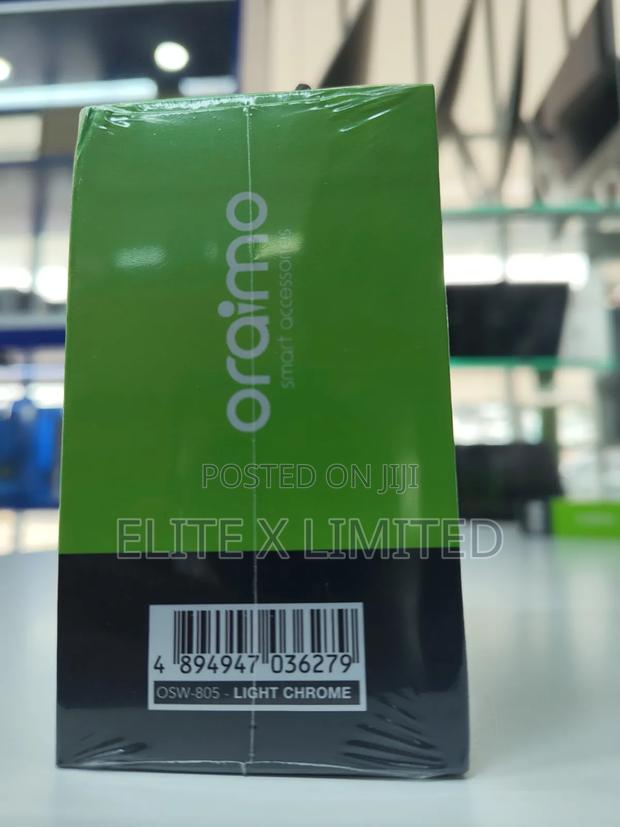 oraimo
smart accessories
POSTED ON JIJI
ELITE X LIMITED
4 894947 036279
OSW-805 - LIGHT CHROME